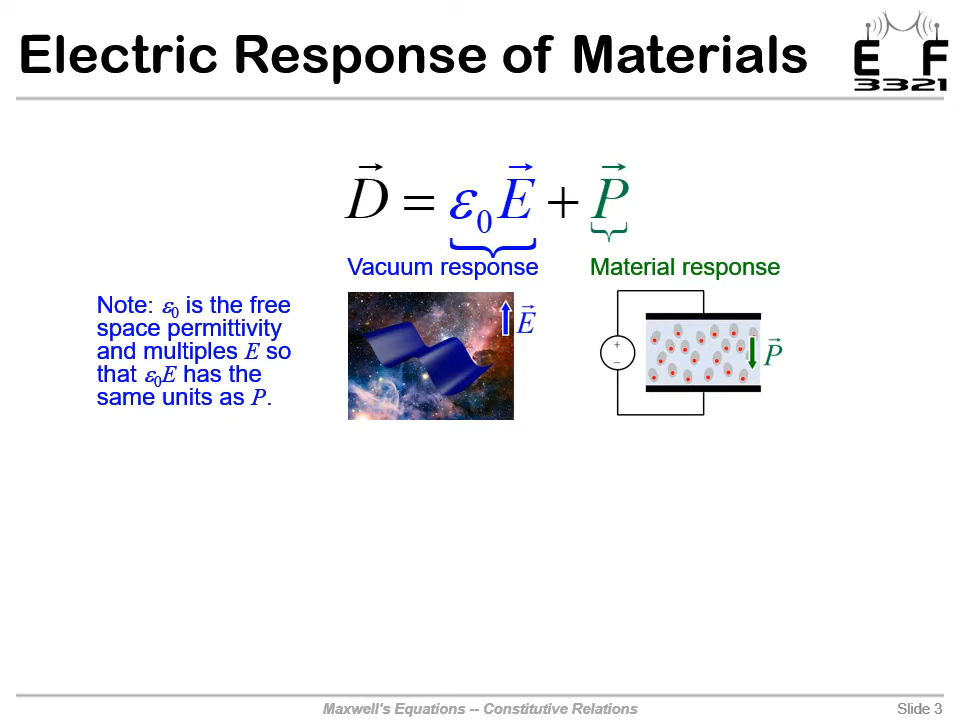 Electric Response of Materials
E F
3321
D⃗ = ε₀E⃗ + P⃗
Vacuum response
Material response
Note: ε₀ is the free
space permittivity
and multiples E so
that ε₀E has the
same units as P.
E⃗
+
−
P⃗
Maxwell's Equations -- Constitutive Relations
Slide 3